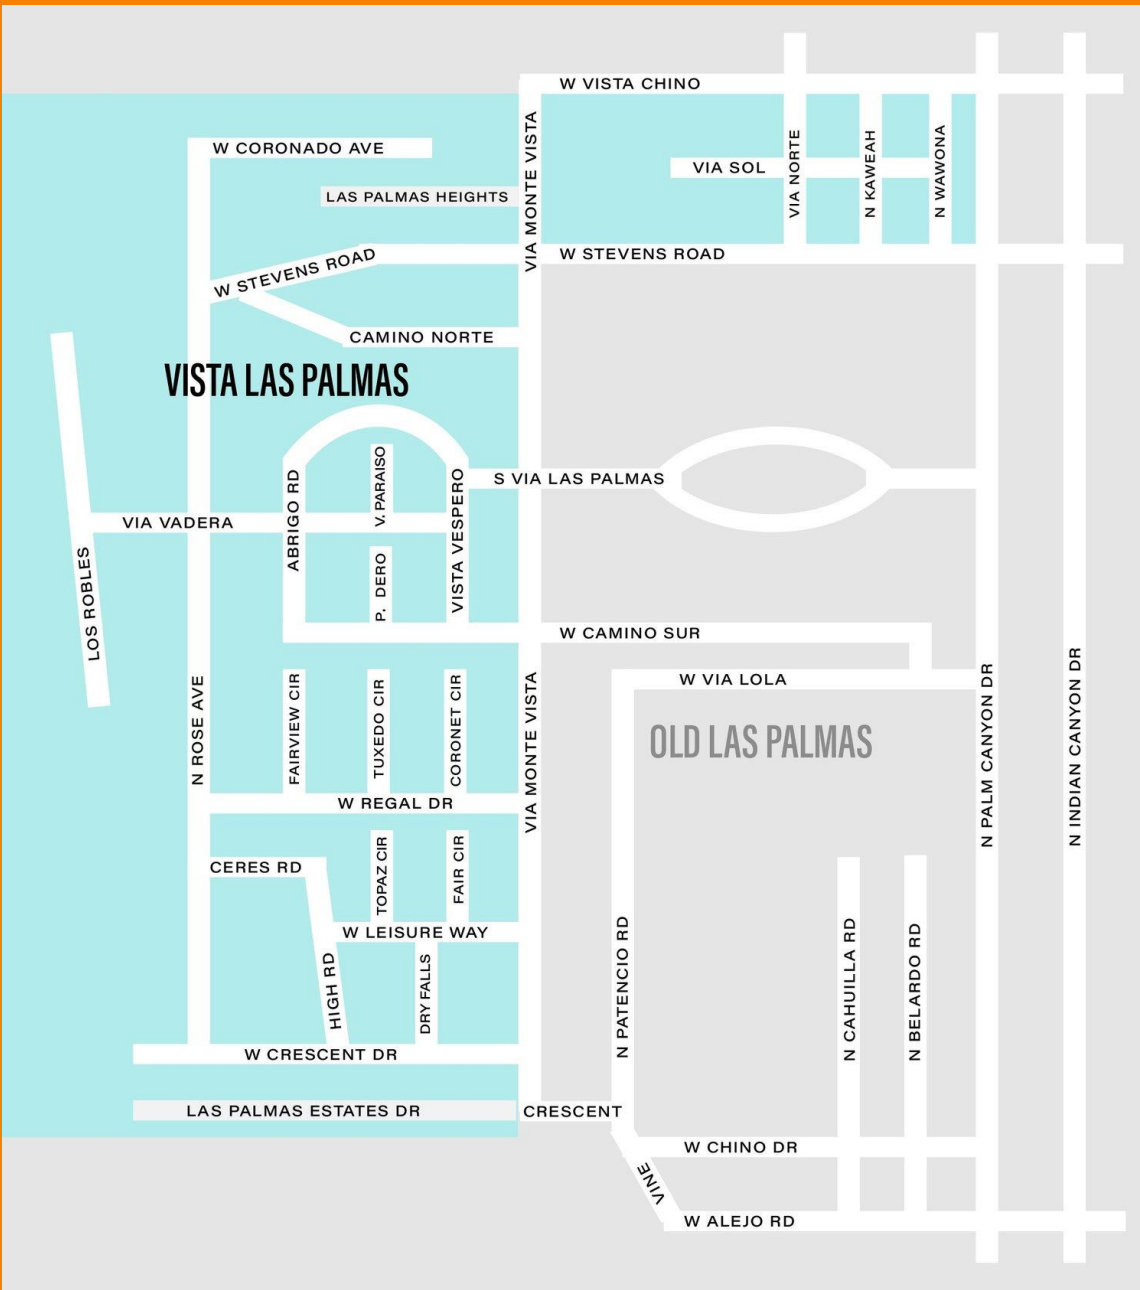 W VISTA CHINO
W CORONADO AVE
VIA MONTE VISTA
VIA SOL
VIA NORTE
N KAWEAH
N WAWONA
LAS PALMAS HEIGHTS
W STEVENS ROAD
W STEVENS ROAD
CAMINO NORTE
VISTA LAS PALMAS
S VIA LAS PALMAS
ABRIGO RD
V. PARAISO
VISTA VESPERO
VIA VADERA
LOS ROBLES
P. DERO
W CAMINO SUR
W VIA LOLA
N ROSE AVE
FAIRVIEW CIR
TUXEDO CIR
CORONET CIR
VIA MONTE VISTA
OLD LAS PALMAS
N PALM CANYON DR
N INDIAN CANYON DR
W REGAL DR
CERES RD
TOPAZ CIR
FAIR CIR
W LEISURE WAY
HIGH RD
DRY FALLS
N PATENCIO RD
N CAHUILLA RD
N BELARDO RD
W CRESCENT DR
LAS PALMAS ESTATES DR
CRESCENT
W CHINO DR
VINE
W ALEJO RD